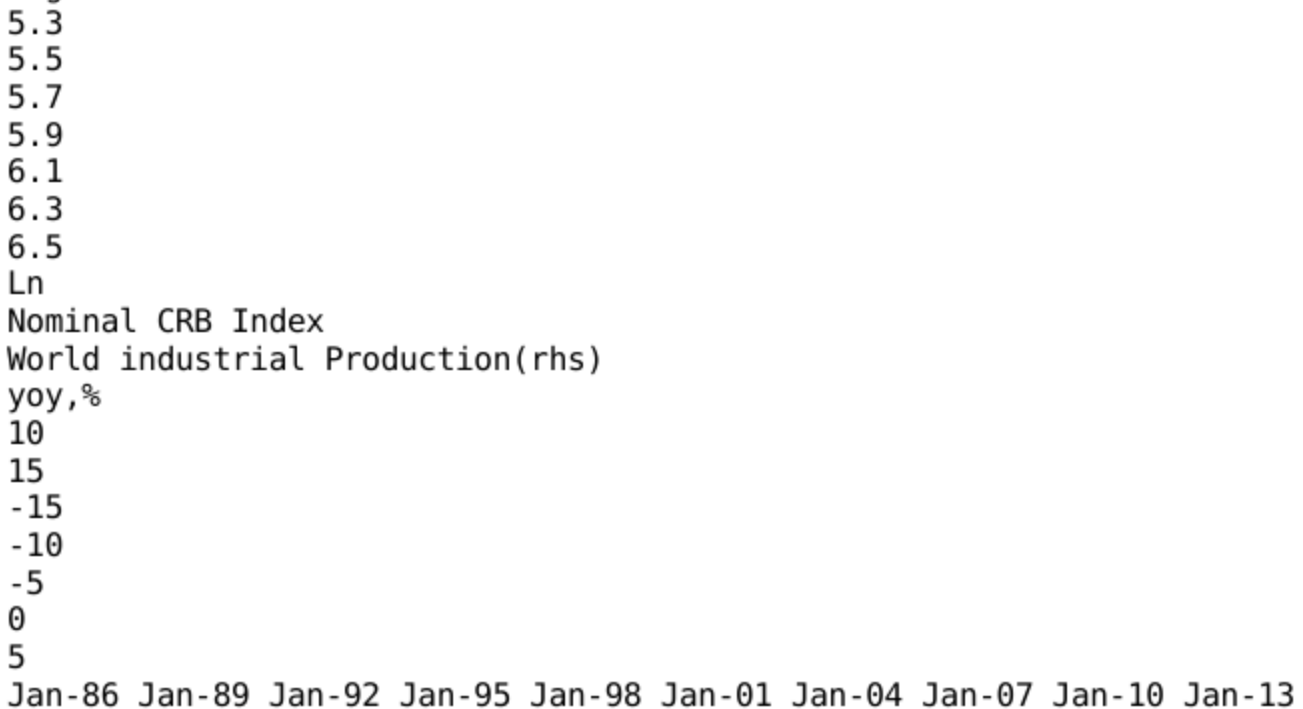 5.3
5.5
5.7
5.9
6.1
6.3
6.5
Ln
Nominal CRB Index
World industrial Production(rhs)
yoy,%
10
15
-15
-10
-5
0
5
Jan-86 Jan-89 Jan-92 Jan-95 Jan-98 Jan-01 Jan-04 Jan-07 Jan-10 Jan-13